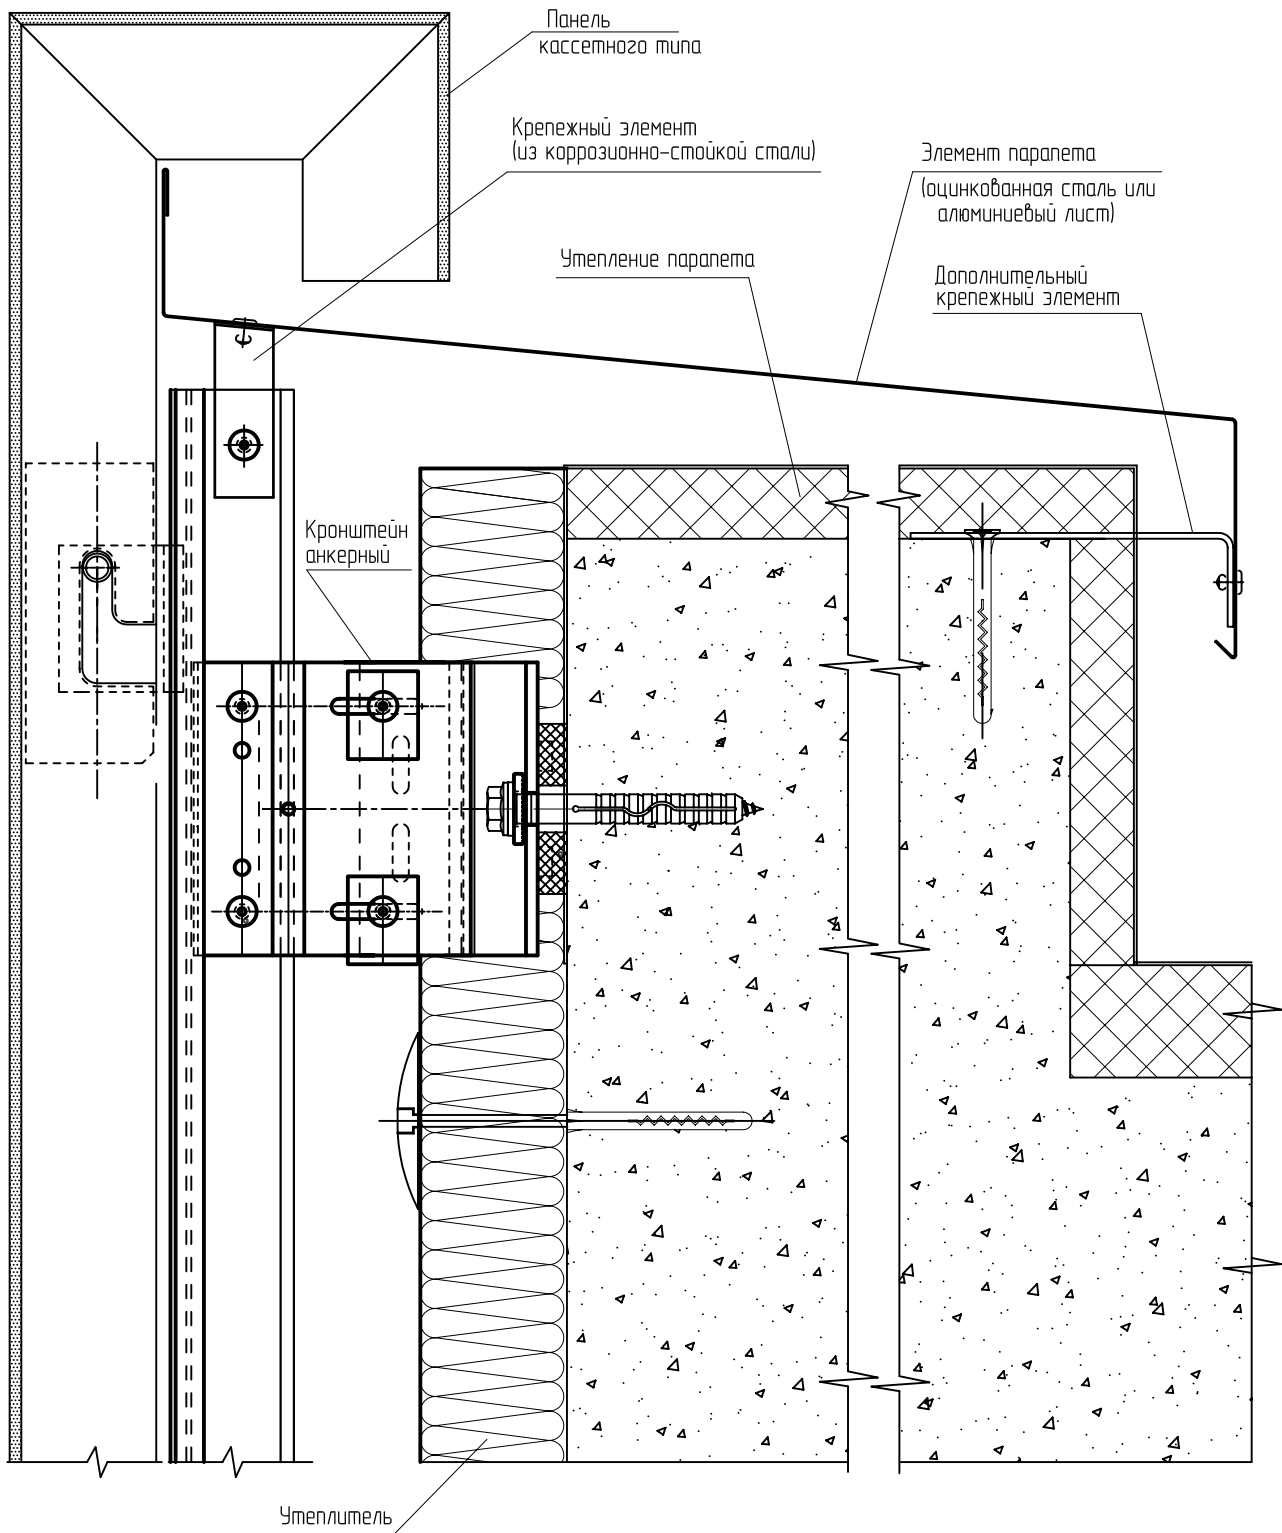 Панель
кассетного типа
Крепежный элемент
(из коррозионно-стойкой стали)
Элемент парапета
(оцинкованная сталь или
алюминиевый лист)
Утепление парапета
Дополнительный
крепежный элемент
Кронштейн
анкерный
Утеплитель